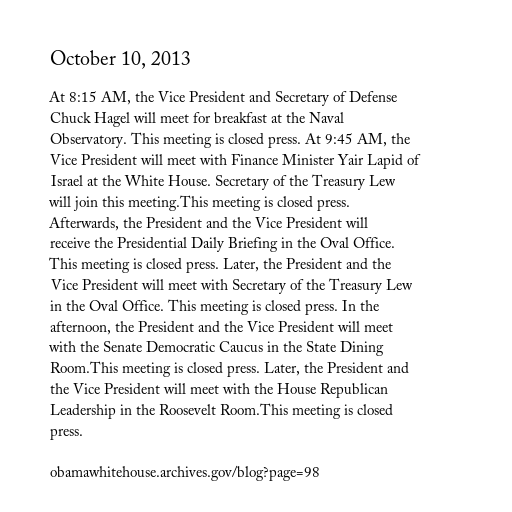 October 10, 2013
At 8:15 AM, the Vice President and Secretary of Defense
Chuck Hagel will meet for breakfast at the Naval
Observatory. This meeting is closed press. At 9:45 AM, the
Vice President will meet with Finance Minister Yair Lapid of
Israel at the White House. Secretary of the Treasury Lew
will join this meeting.This meeting is closed press.
Afterwards, the President and the Vice President will
receive the Presidential Daily Briefing in the Oval Office.
This meeting is closed press. Later, the President and the
Vice President will meet with Secretary of the Treasury Lew
in the Oval Office. This meeting is closed press. In the
afternoon, the President and the Vice President will meet
with the Senate Democratic Caucus in the State Dining
Room.This meeting is closed press. Later, the President and
the Vice President will meet with the House Republican
Leadership in the Roosevelt Room.This meeting is closed
press.
obamawhitehouse.archives.gov/blog?page=98